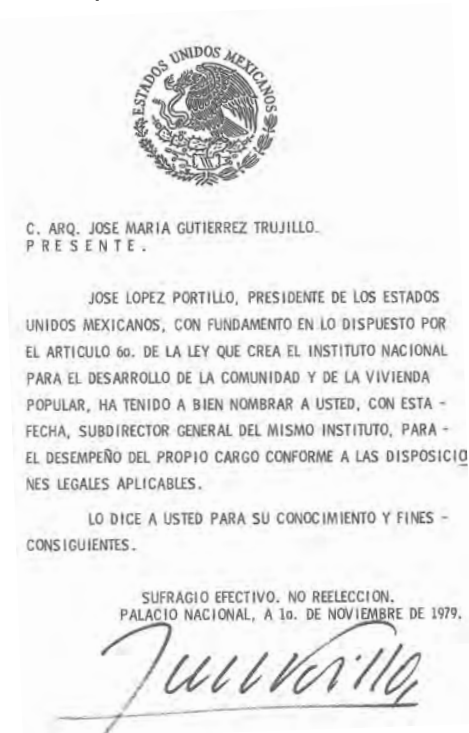 ESTADOS UNIDOS MEXICANOS
C. ARQ. JOSE MARIA GUTIERREZ TRUJILLO.
P R E S E N T E .
JOSE LOPEZ PORTILLO, PRESIDENTE DE LOS ESTADOS
UNIDOS MEXICANOS, CON FUNDAMENTO EN LO DISPUESTO POR
EL ARTICULO 6o. DE LA LEY QUE CREA EL INSTITUTO NACIONAL
PARA EL DESARROLLO DE LA COMUNIDAD Y DE LA VIVIENDA
POPULAR, HA TENIDO A BIEN NOMBRAR A USTED, CON ESTA -
FECHA, SUBDIRECTOR GENERAL DEL MISMO INSTITUTO, PARA -
EL DESEMPEÑO DEL PROPIO CARGO CONFORME A LAS DISPOSICIO
NES LEGALES APLICABLES.
LO DICE A USTED PARA SU CONOCIMIENTO Y FINES -
CONSIGUIENTES.
SUFRAGIO EFECTIVO. NO REELECCION.
PALACIO NACIONAL, A 1o. DE NOVIEMBRE DE 1979.